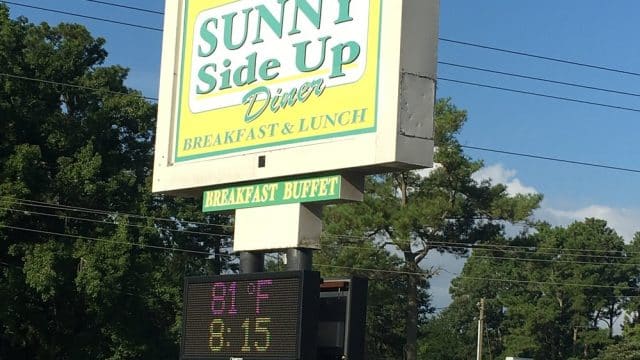 SUNNY
Side Up
Diner
BREAKFAST & LUNCH
BREAKFAST BUFFET
81 °F
8:15